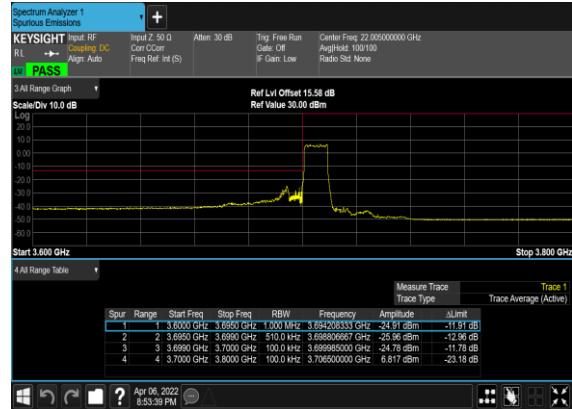 Spectrum Analyzer 1
Spurious Emissions
+
KEYSIGHT Input: RF Input Z: 50 Ω Atten: 30 dB Trig: Free Run Center Freq: 22.005000000 GHz
RL Coupling: DC Corr CCorr Gate: Off Avg|Hold: 100/100
Align: Auto Freq Ref: Int (S) IF Gain: Low Radio Std: None
LM PASS
3.All Range Graph Ref Lvl Offset 15.58 dB
Scale/Div 10.0 dB Ref Value 30.00 dBm
Log
20.0
10.0
0.00
-10.0
-20.0
-30.0
-40.0
-50.0
-60.0
Start 3.600 GHz Stop 3.800 GHz
4.All Range Table
Measure Trace Trace 1
Trace Type Trace Average (Active)
Spur Range Start Freq Stop Freq RBW Frequency Amplitude ΔLimit
1 1 3.6000 GHz 3.6950 GHz 1.000 MHz 3.694208333 GHz -24.91 dBm -11.91 dB
2 2 3.6950 GHz 3.6990 GHz 510.0 kHz 3.698806667 GHz -25.96 dBm -12.96 dB
3 3 3.6990 GHz 3.7000 GHz 100.0 kHz 3.699985000 GHz -24.78 dBm -11.78 dB
4 4 3.7000 GHz 3.8000 GHz 100.0 kHz 3.706500000 GHz 6.817 dBm -23.18 dB
? Apr 06, 2022
8:53:39 PM